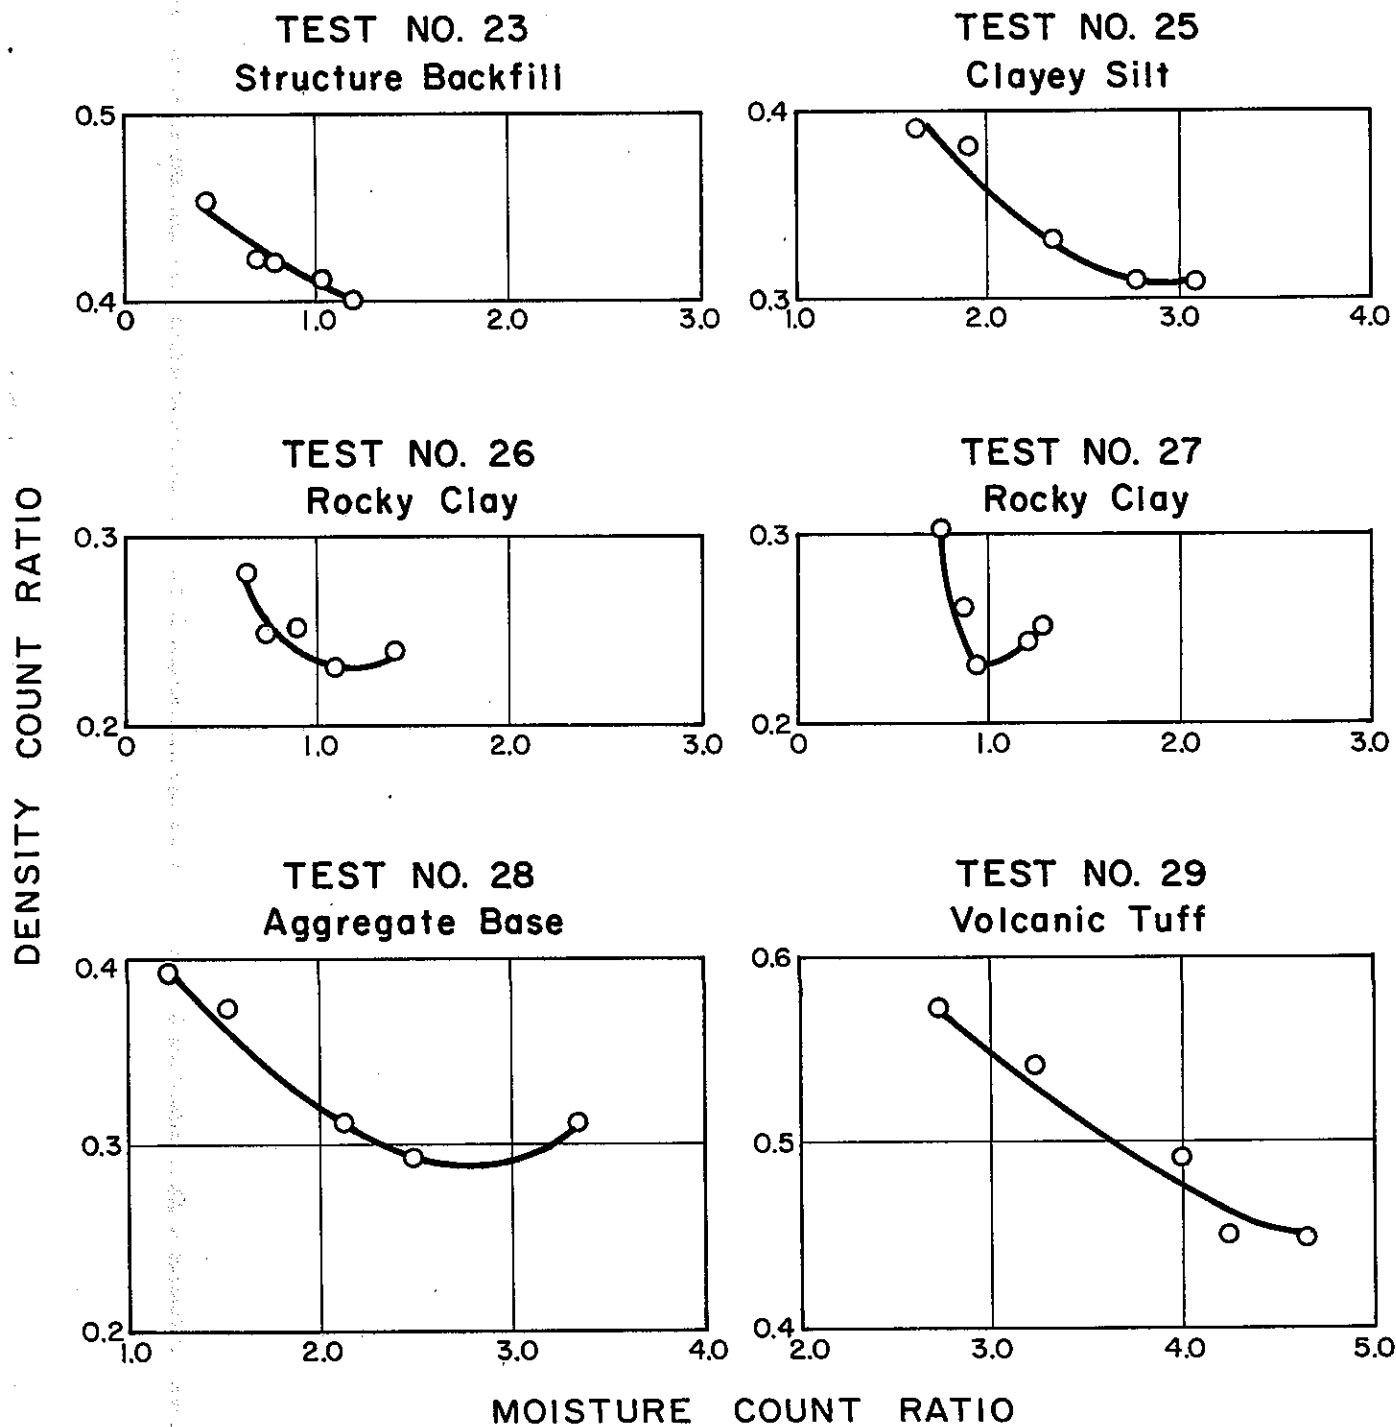 TEST NO. 23
Structure Backfill
0.5
0.4
0 1.0 2.0 3.0
TEST NO. 25
Clayey Silt
0.4
0.3
1.0 2.0 3.0 4.0
TEST NO. 26
Rocky Clay
0.3
0.2
0 1.0 2.0 3.0
TEST NO. 27
Rocky Clay
0.3
0.2
0 1.0 2.0 3.0
TEST NO. 28
Aggregate Base
0.4
0.3
0.2
1.0 2.0 3.0 4.0
TEST NO. 29
Volcanic Tuff
0.6
0.5
0.4
2.0 3.0 4.0 5.0
DENSITY COUNT RATIO
MOISTURE COUNT RATIO